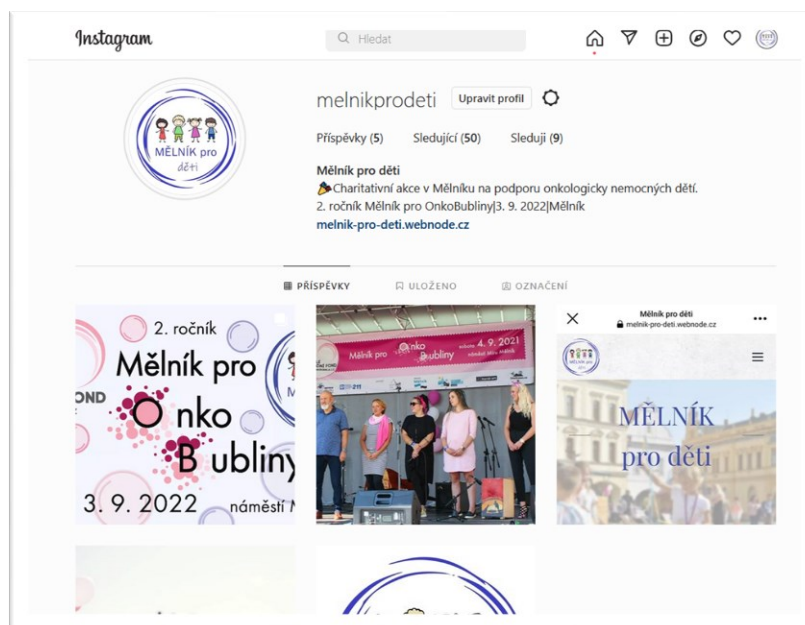 Instagram
Hledat
melnikprodeti
Upravit profil
Příspěvky (5) Sledující (50) Sleduji (9)
Mělník pro děti
Charitativní akce v Mělníku na podporu onkologicky nemocných dětí.
2. ročník Mělník pro OnkoBubliny|3. 9. 2022|Mělník
melnik-pro-deti.webnode.cz
PŘÍSPĚVKY ULOŽENO OZNAČENÍ
MĚLNÍK pro
děti
2. ročník
Mělník pro
OND
Onko
Bubliny
3. 9. 2022 náměstí
Mělník pro Onko
Bubliny
sobota 4. 9. 2021
Mělník pro děti
melnik-pro-deti.webnode.cz
MĚLNÍK
pro děti